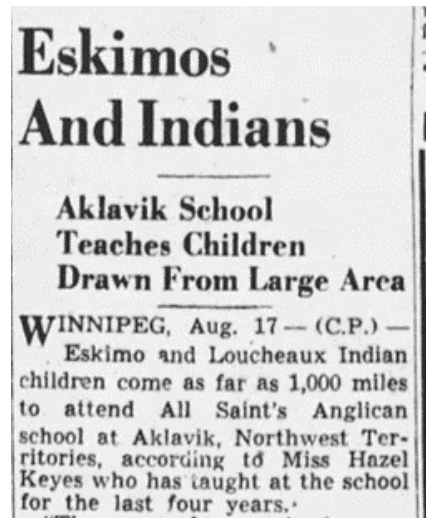 Eskimos
And Indians
Aklavik School
Teaches Children
Drawn From Large Area
WINNIPEG, Aug. 17 — (C.P.) —
Eskimo and Loucheaux Indian
children come as far as 1,000 miles
to attend All Saint's Anglican
school at Aklavik, Northwest Ter-
ritories, according to Miss Hazel
Keyes who has taught at the school
for the last four years.